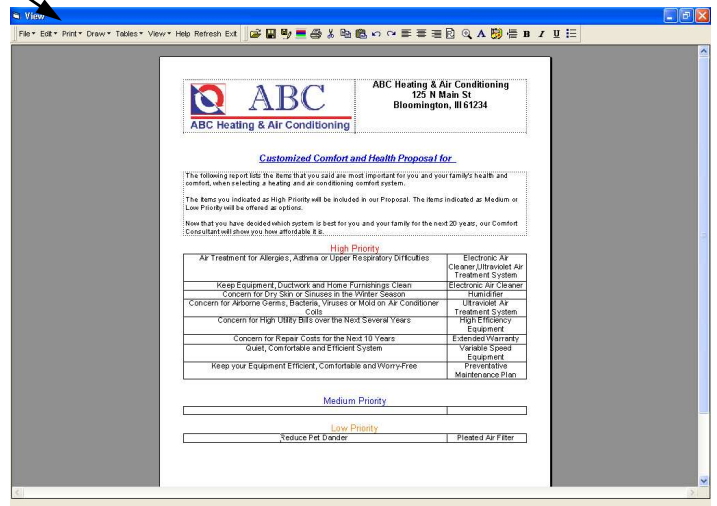 View
File Edit Print Draw Tables View Help Refresh Exit
ABC Heating & Air Conditioning
125 N Main St
Bloomington, Ill 61234
ABC
ABC Heating & Air Conditioning
Customized Comfort and Health Proposal for
The following report lists the items that you said are most important for you and your family's health and
comfort, when selecting a heating and air conditioning comfort system.
The items you indicated as High Priority will be included in our Proposal. The items indicated as Medium or
Low Priority will be offered as options.
Now that you have decided which system is best for you and your family for the next 20 years, our Comfort
Consultant will show you how affordable it is.
High Priority
Air Treatment for Allergies, Asthma or Upper Respiratory Difficulties
Electronic Air
Cleaner,Ultraviolet Air
Treatment System
Keep Equipment, Ductwork and Home Furnishings Clean
Electronic Air Cleaner
Concern for Dry Skin or Sinuses in the Winter Season
Humidifier
Concern for Airborne Germs, Bacteria, Viruses or Mold on Air Conditioner
Coils
Ultraviolet Air
Treatment System
Concern for High Utility Bills over the Next Several Years
High Efficiency
Equipment
Concern for Repair Costs for the Next 10 Years
Extended Warranty
Quiet, Comfortable and Efficient System
Variable Speed
Equipment
Keep your Equipment Efficient, Comfortable and Worry-Free
Preventative
Maintenance Plan
Medium Priority
Low Priority
Reduce Pet Dander
Pleated Air Filter